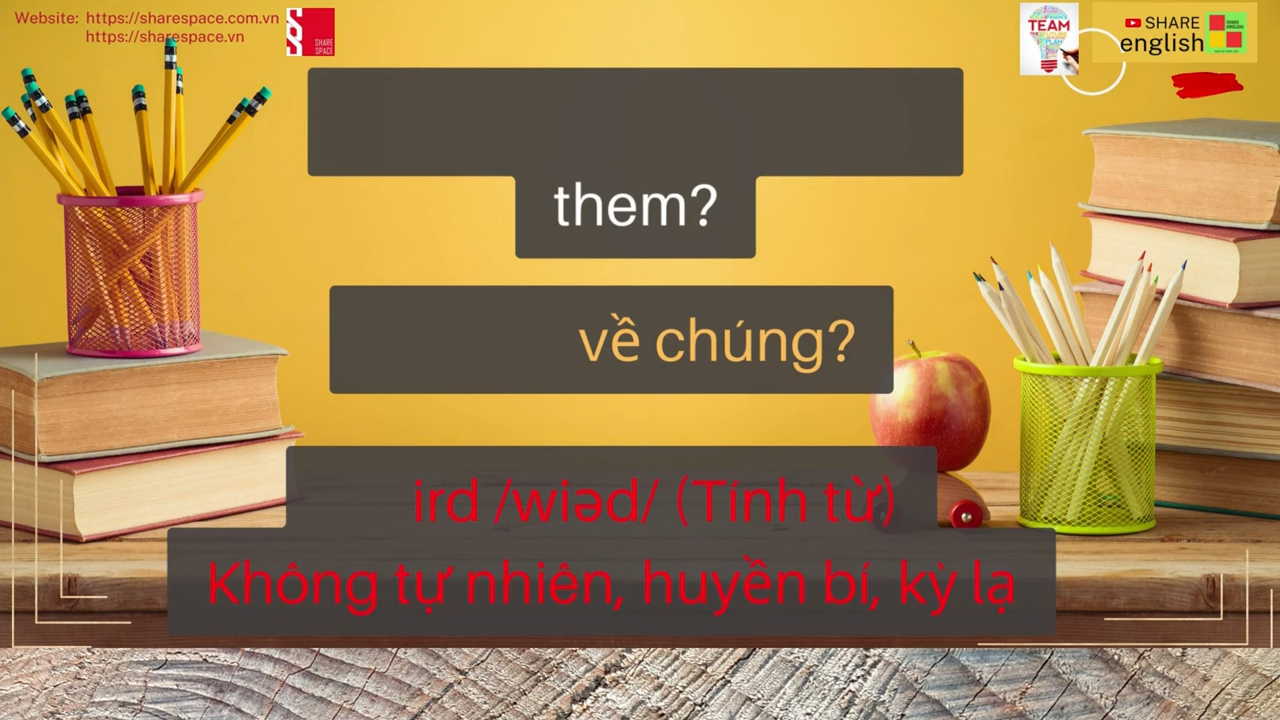 Website: https://sharespace.com.vn
https://sharespace.vn
SHARE
SPACE
TEAM
PLAN
SHARE
english
them?
về chúng?
ird /wiəd/ (Tính từ)
Không tự nhiên, huyền bí, kỳ lạ